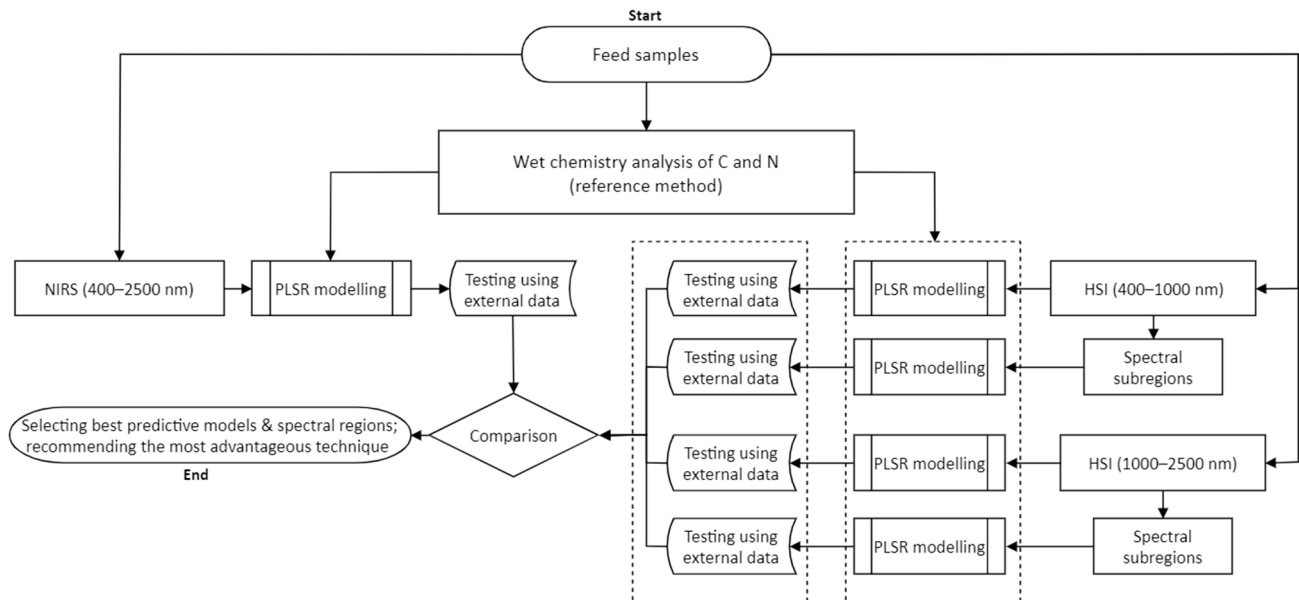 Start
Feed samples
Wet chemistry analysis of C and N
(reference method)
NIRS (400–2500 nm)
PLSR modelling
Testing using
external data
Testing using
external data
PLSR modelling
HSI (400–1000 nm)
Testing using
external data
PLSR modelling
Spectral
subregions
Selecting best predictive models & spectral regions;
recommending the most advantageous technique
End
Comparison
Testing using
external data
PLSR modelling
HSI (1000–2500 nm)
Testing using
external data
PLSR modelling
Spectral
subregions